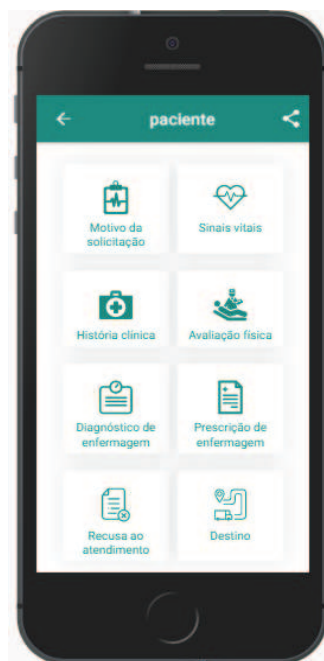 paciente
Motivo da
solicitação
Sinais vitais
História clínica
Avaliação física
Diagnóstico de
enfermagem
Prescrição de
enfermagem
Recusa ao
atendimento
Destino